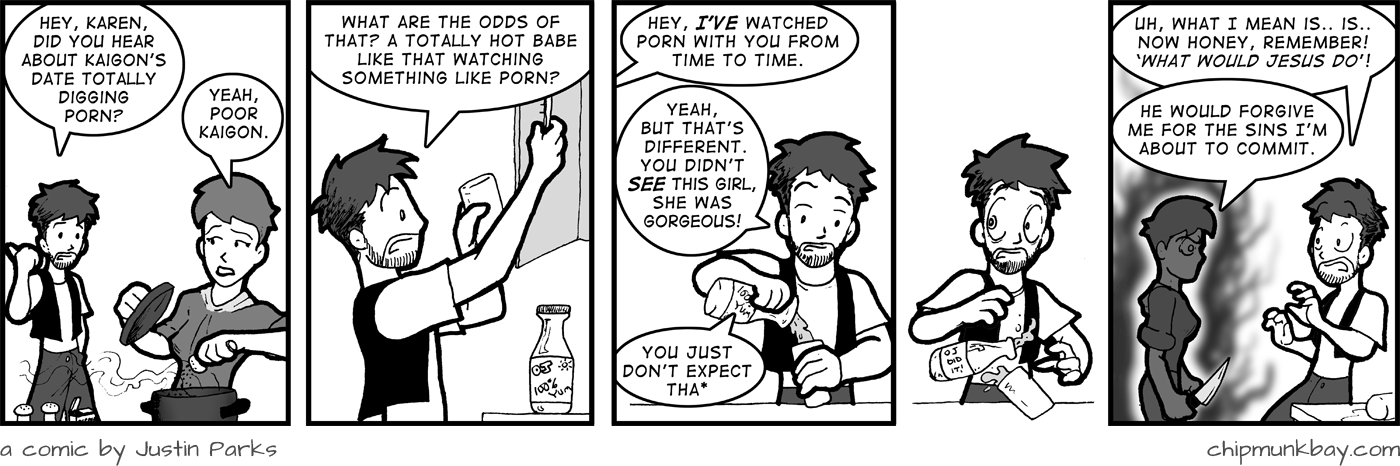 HEY, KAREN,
DID YOU HEAR
ABOUT KAIGON'S
DATE TOTALLY
DIGGING
PORN?
YEAH,
POOR
KAIGON.
WHAT ARE THE ODDS OF
THAT? A TOTALLY HOT BABE
LIKE THAT WATCHING
SOMETHING LIKE PORN?
100%
HEY, I'VE WATCHED
PORN WITH YOU FROM
TIME TO TIME.
YEAH,
BUT THAT'S
DIFFERENT.
YOU DIDN'T
SEE THIS GIRL,
SHE WAS
GORGEOUS!
YOU JUST
DON'T EXPECT
THA*
OJ
DID
IT!
UH, WHAT I MEAN IS.. IS..
NOW HONEY, REMEMBER!
'WHAT WOULD JESUS DO'!
HE WOULD FORGIVE
ME FOR THE SINS I'M
ABOUT TO COMMIT.
a comic by Justin Parks
chipmunkbay.com